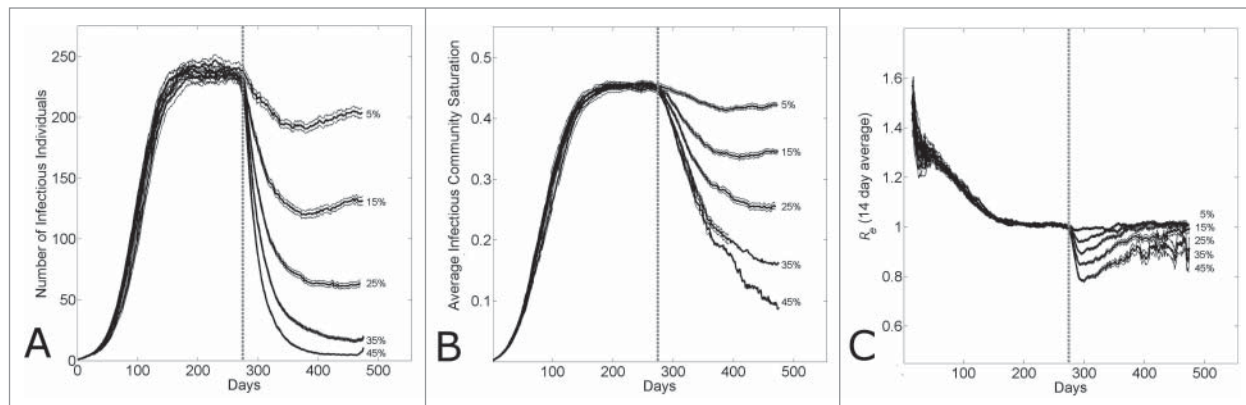 250
200
150
100
50
0
Number of Infectious Individuals
0 100 200 300 400 500
Days
5%
15%
25%
35%
45%
A
0.5
0.4
0.3
0.2
0.1
Average Infectious Community Saturation
0 100 200 300 400 500
Days
5%
15%
25%
35%
45%
B
1.6
1.4
1.2
1
0.8
0.6
Re (14 day average)
100 200 300 400 500
Days
5%
15%
25%
35%
45%
C